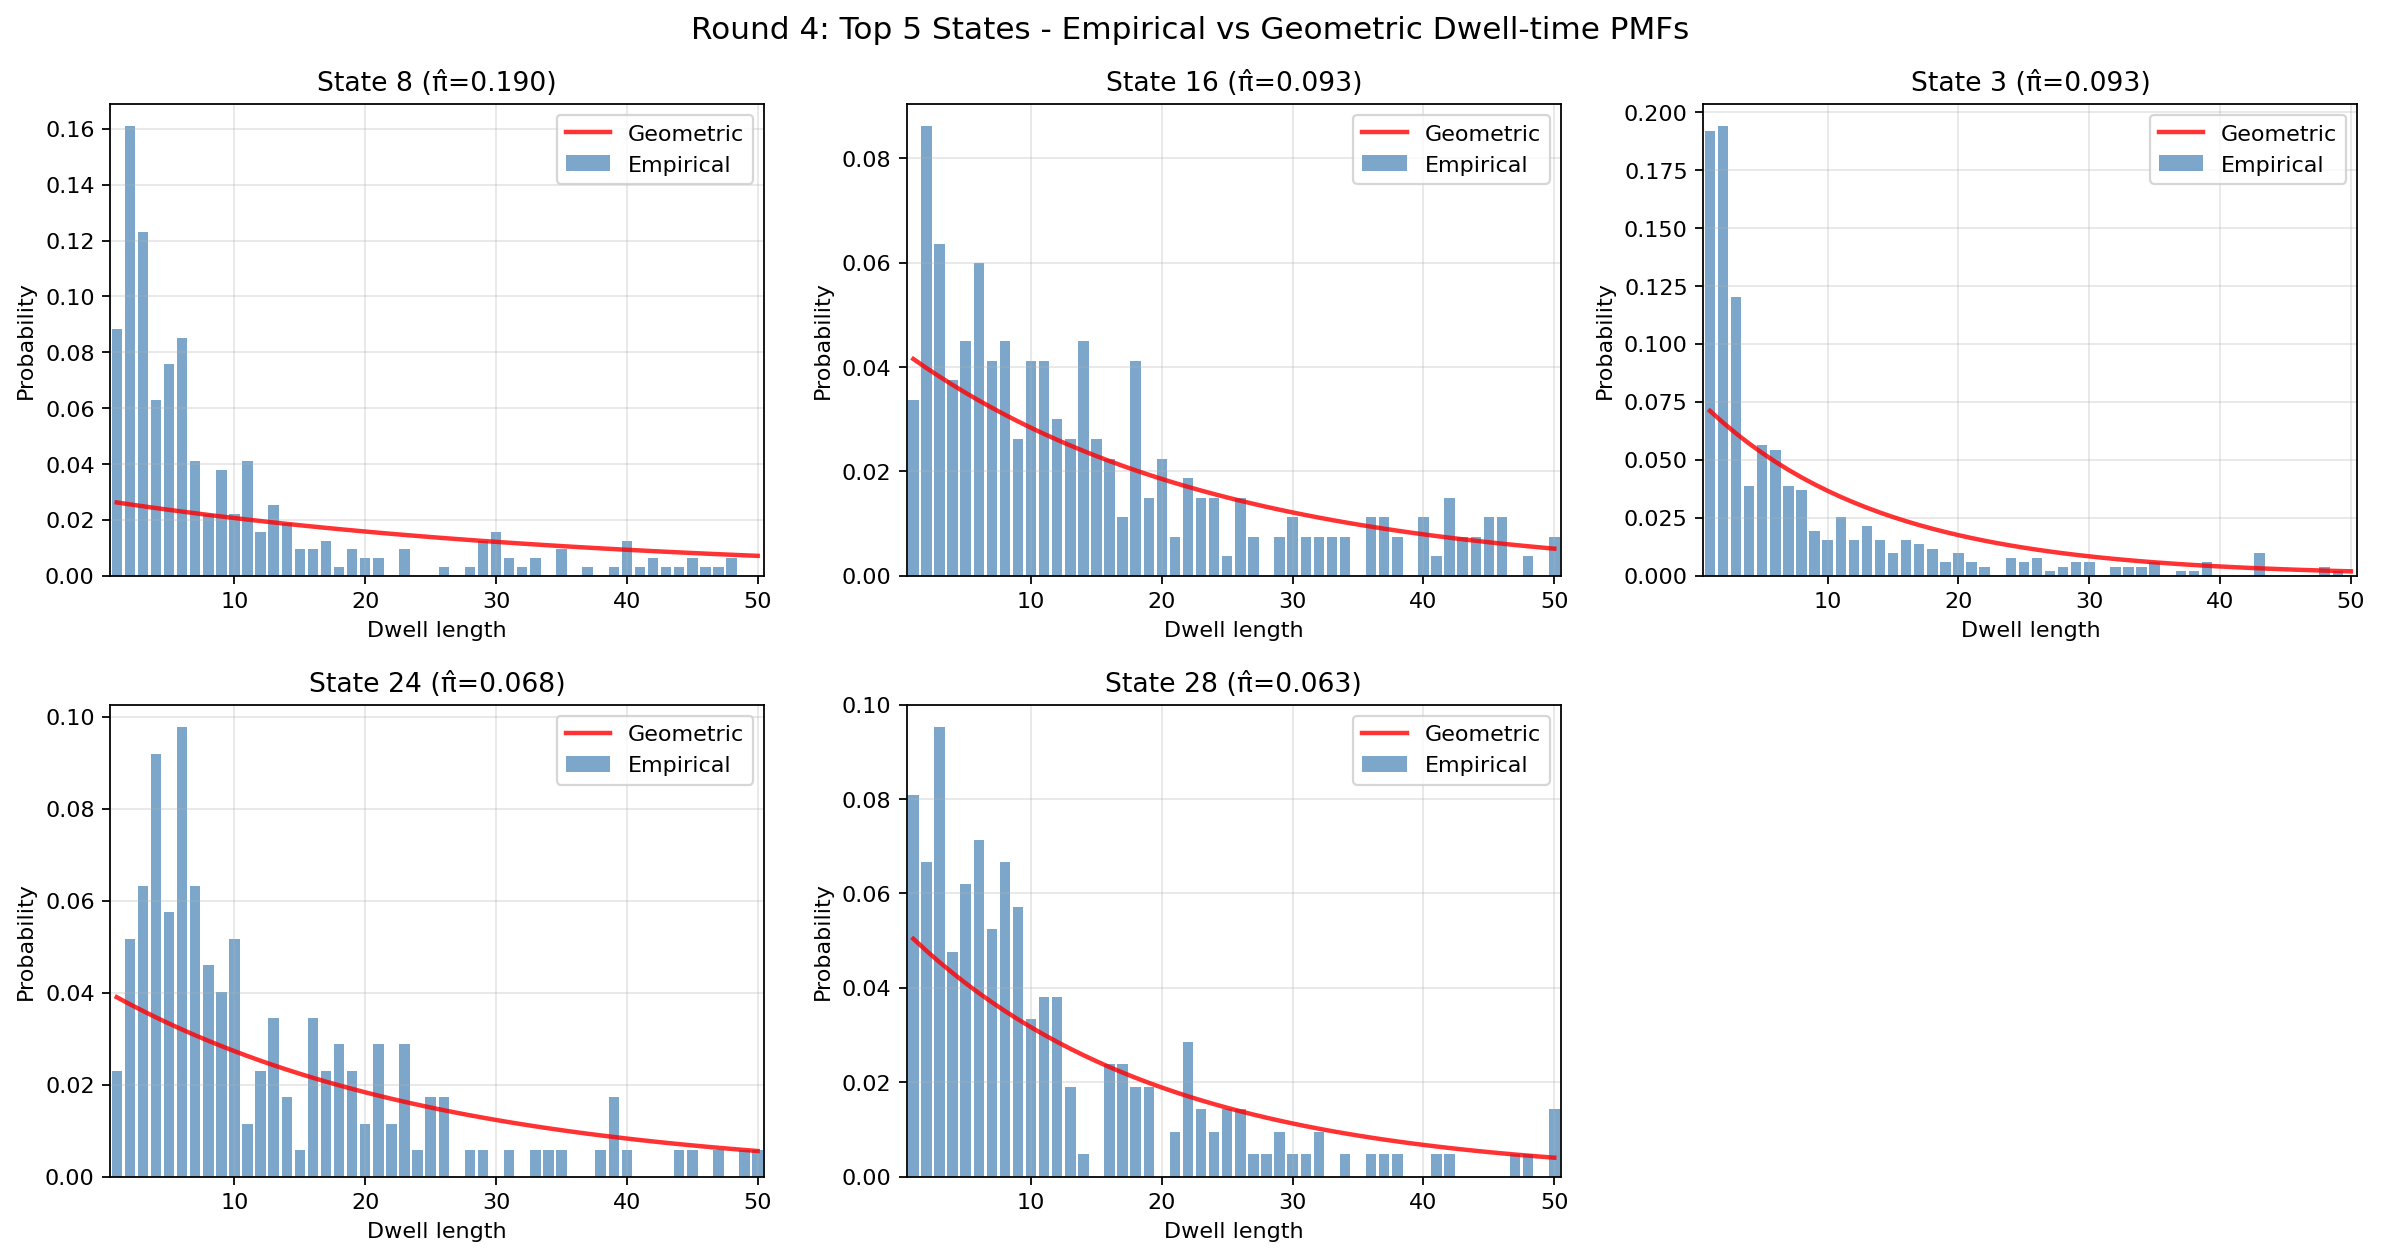 Round 4: Top 5 States - Empirical vs Geometric Dwell-time PMFs
State 8 (π̂=0.190)
Probability
0.16
0.14
0.12
0.10
0.08
0.06
0.04
0.02
0.00
10 20 30 40 50
Dwell length
Geometric
Empirical
State 16 (π̂=0.093)
Probability
0.08
0.06
0.04
0.02
0.00
10 20 30 40 50
Dwell length
Geometric
Empirical
State 3 (π̂=0.093)
Probability
0.200
0.175
0.150
0.125
0.100
0.075
0.050
0.025
0.000
10 20 30 40 50
Dwell length
Geometric
Empirical
State 24 (π̂=0.068)
Probability
0.10
0.08
0.06
0.04
0.02
0.00
10 20 30 40 50
Dwell length
Geometric
Empirical
State 28 (π̂=0.063)
Probability
0.10
0.08
0.06
0.04
0.02
0.00
10 20 30 40 50
Dwell length
Geometric
Empirical